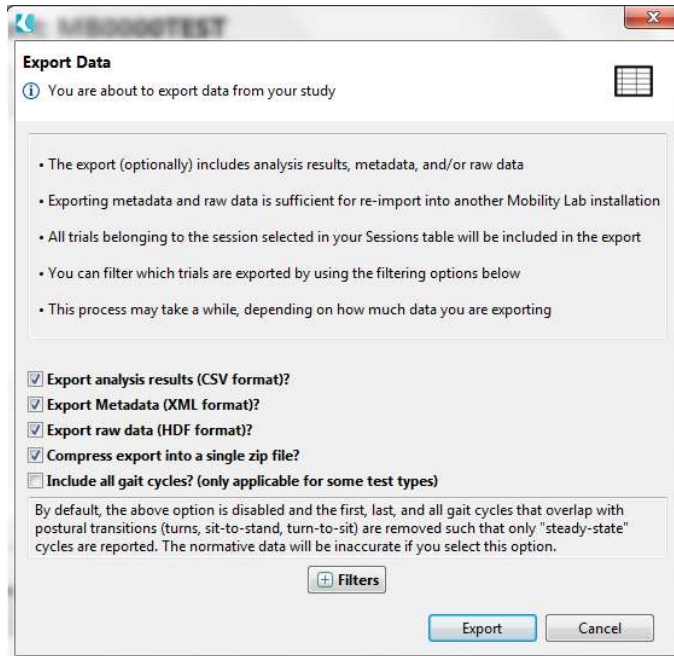 MB0000TEST
Export Data
You are about to export data from your study
• The export (optionally) includes analysis results, metadata, and/or raw data
• Exporting metadata and raw data is sufficient for re-import into another Mobility Lab installation
• All trials belonging to the session selected in your Sessions table will be included in the export
• You can filter which trials are exported by using the filtering options below
• This process may take a while, depending on how much data you are exporting
Export analysis results (CSV format)?
Export Metadata (XML format)?
Export raw data (HDF format)?
Compress export into a single zip file?
Include all gait cycles? (only applicable for some test types)
By default, the above option is disabled and the first, last, and all gait cycles that overlap with
postural transitions (turns, sit-to-stand, turn-to-sit) are removed such that only "steady-state"
cycles are reported. The normative data will be inaccurate if you select this option.
Filters
Export Cancel